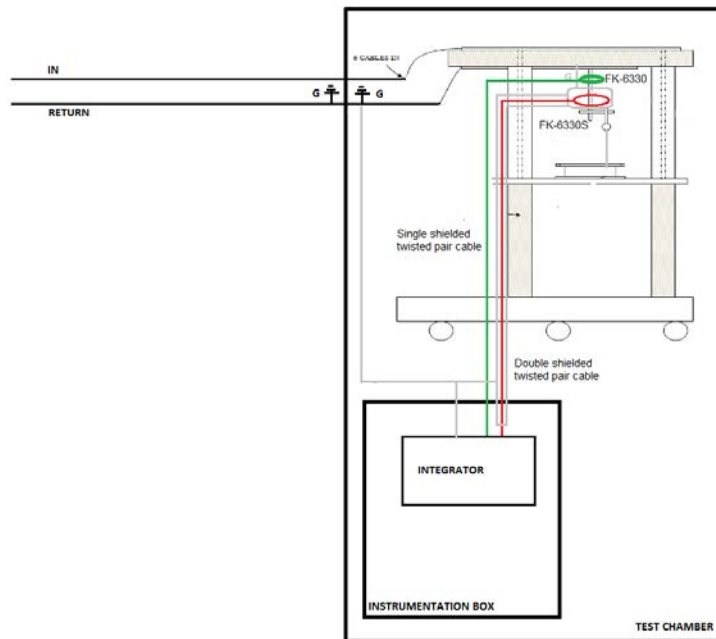 IN
6 CABLES IN
G
G
RETURN
G
FK-6330
FK-6330S
Single shielded
twisted pair cable
Double shielded
twisted pair cable
INTEGRATOR
INSTRUMENTATION BOX
TEST CHAMBER